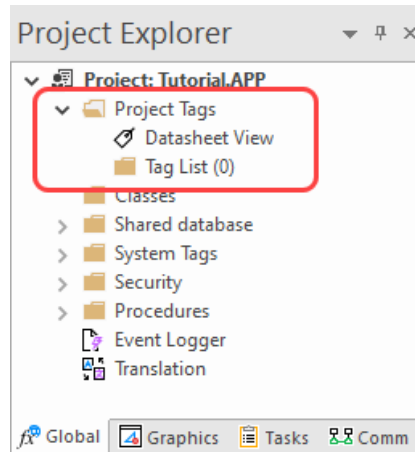 Project Explorer
Project: Tutorial.APP
Project Tags
Datasheet View
Tag List (0)
Classes
Shared database
System Tags
Security
Procedures
Event Logger
Translation
Global Graphics Tasks Comm